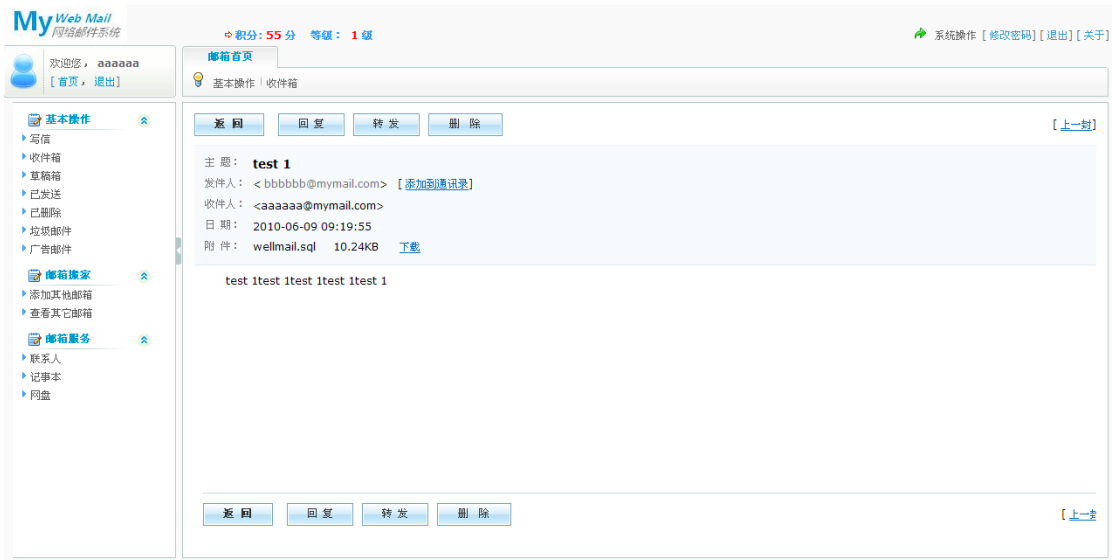 My Web Mail
网络邮件系统
积分: 55 分 等级: 1 级
系统操作 [修改密码] [退出] [关于]
欢迎您, aaaaaa
[首页, 退出]
邮箱首页
基本操作 收件箱
基本操作
写信
收件箱
草稿箱
已发送
已删除
垃圾邮件
广告邮件
邮箱搬家
添加其他邮箱
查看其它邮箱
邮箱服务
联系人
记事本
网盘
返 回 回 复 转 发 删 除 [上一封]
主 题: test 1
发件人: < bbbbbb@mymail.com> [添加到通讯录]
收件人: <aaaaaa@mymail.com>
日 期: 2010-06-09 09:19:55
附 件: wellmail.sql 10.24KB 下载
test 1test 1test 1test 1test 1
返 回 回 复 转 发 删 除 [上一封